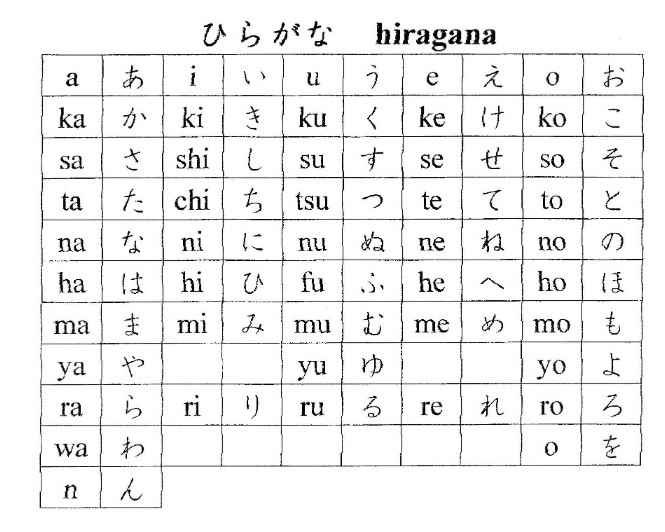 ひらがな hiragana
a あ i い u う e え o お
ka か ki き ku く ke け ko こ
sa さ shi し su す se せ so そ
ta た chi ち tsu つ te て to と
na な ni に nu ぬ ne ね no の
ha は hi ひ fu ふ he へ ho ほ
ma ま mi み mu む me め mo も
ya や yu ゆ yo よ
ra ら ri り ru る re れ ro ろ
wa わ o を
n ん